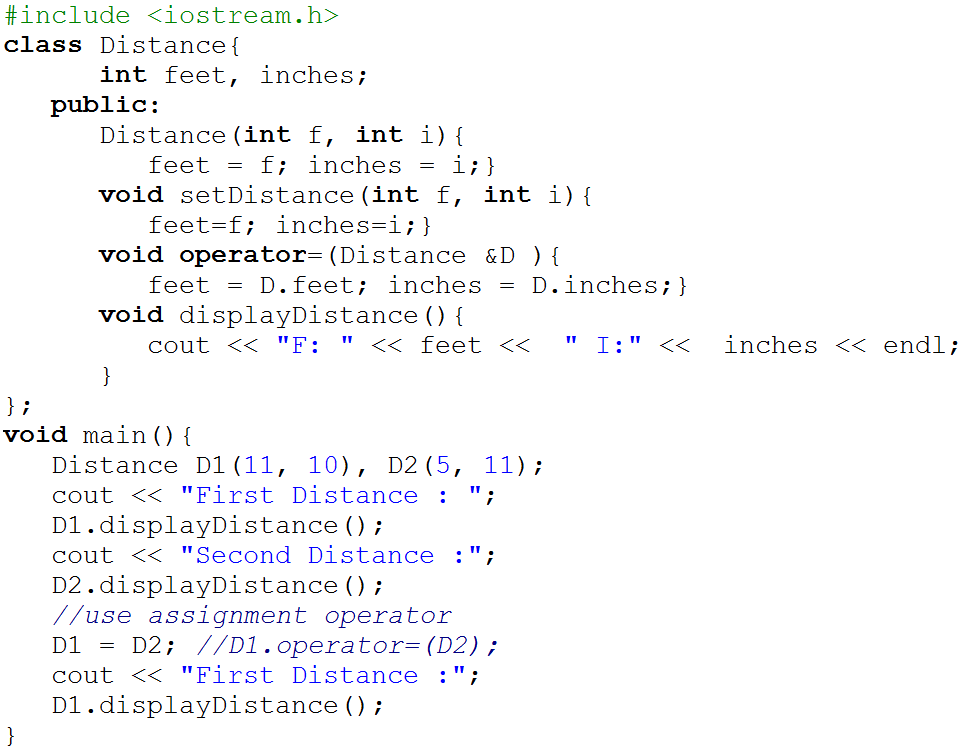 #include <iostream.h>
class Distance{
      int feet, inches;
   public:
      Distance(int f, int i){
         feet = f; inches = i;}
      void setDistance(int f, int i){
         feet=f; inches=i;}
      void operator=(Distance &D ){
         feet = D.feet; inches = D.inches;}
      void displayDistance(){
         cout << "F: " << feet <<  " I:" <<  inches << endl;
      }
};
void main(){
   Distance D1(11, 10), D2(5, 11);
   cout << "First Distance : ";
   D1.displayDistance();
   cout << "Second Distance :";
   D2.displayDistance();
   //use assignment operator
   D1 = D2; //D1.operator=(D2);
   cout << "First Distance :";
   D1.displayDistance();
}